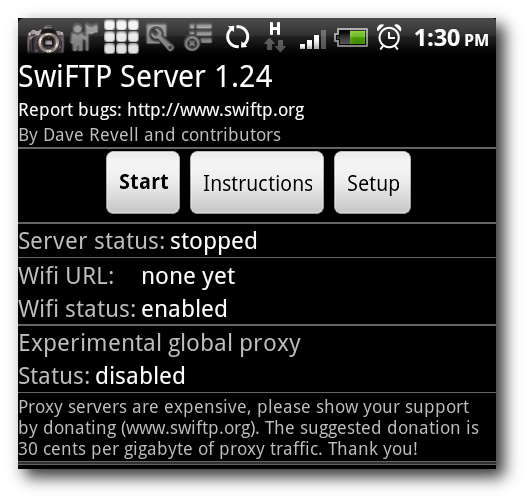 H 1:30 PM
SwiFTP Server 1.24
Report bugs: http://www.swiftp.org
By Dave Revell and contributors
Start Instructions Setup
Server status: stopped
Wifi URL: none yet
Wifi status: enabled
Experimental global proxy
Status: disabled
Proxy servers are expensive, please show your support
by donating (www.swiftp.org). The suggested donation is
30 cents per gigabyte of proxy traffic. Thank you!